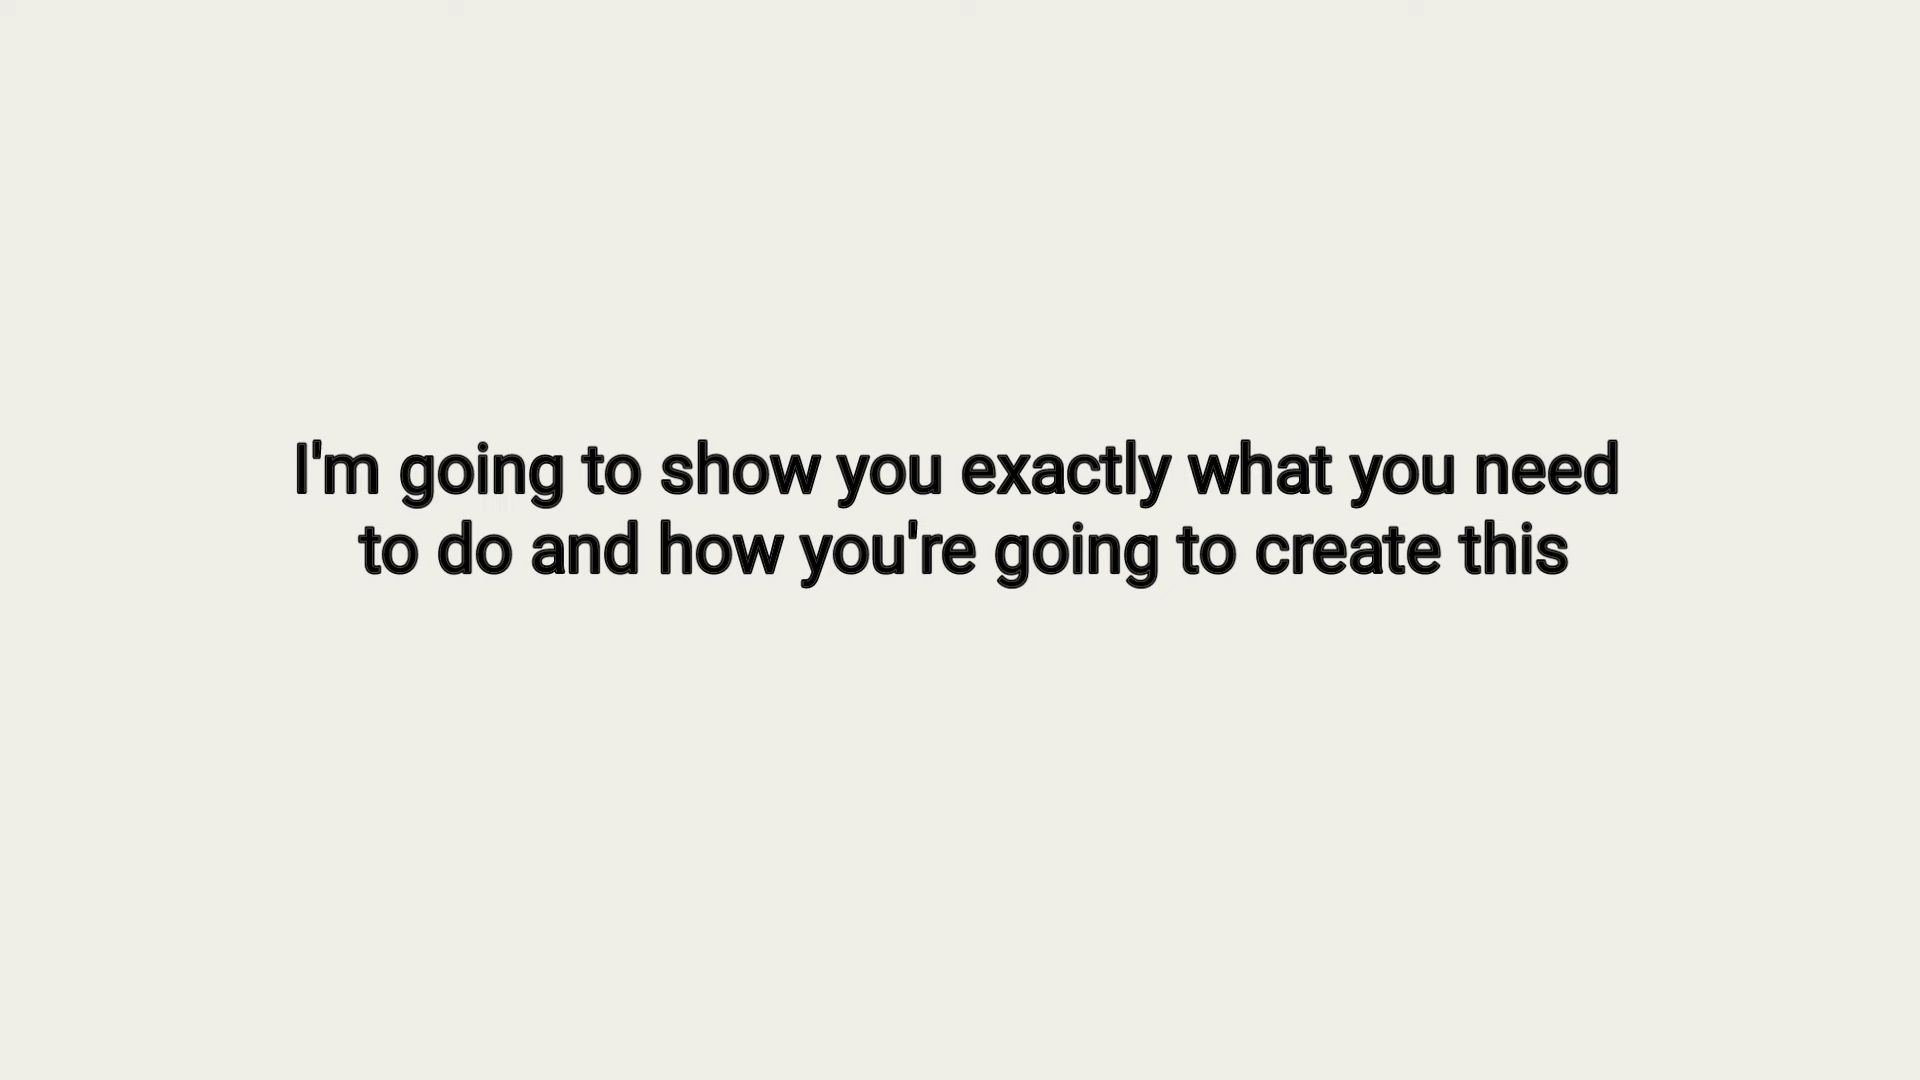 I'm going to show you exactly what you need
to do and how you're going to create this